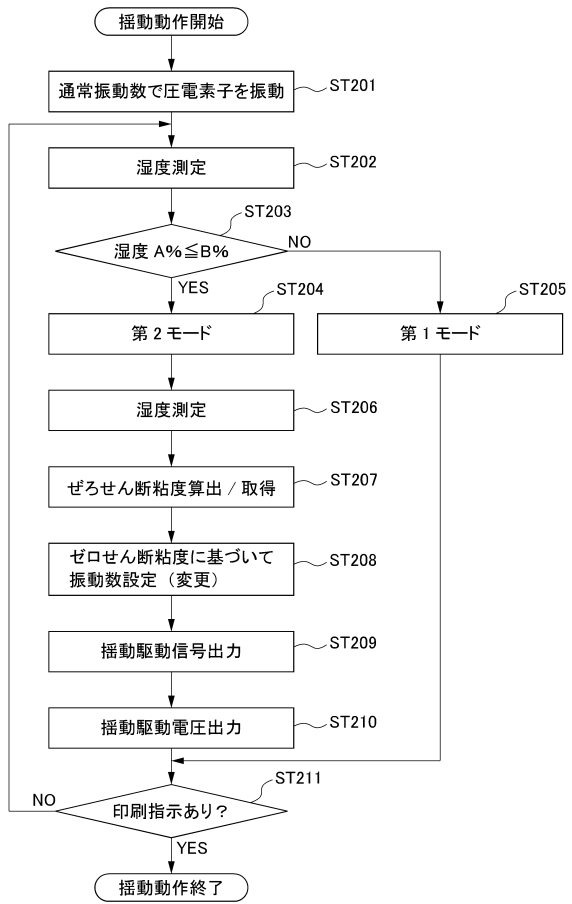 揺動動作開始
通常振動数で圧電素子を振動
ST201
湿度測定
ST202
ST203
湿度 A%≦B%
NO
YES
ST204
ST205
第2モード
第1モード
湿度測定
ST206
ぜろせん断粘度算出 / 取得
ST207
ゼロせん断粘度に基づいて
振動数設定（変更）
ST208
揺動駆動信号出力
ST209
揺動駆動電圧出力
ST210
ST211
NO
印刷指示あり？
YES
揺動動作終了